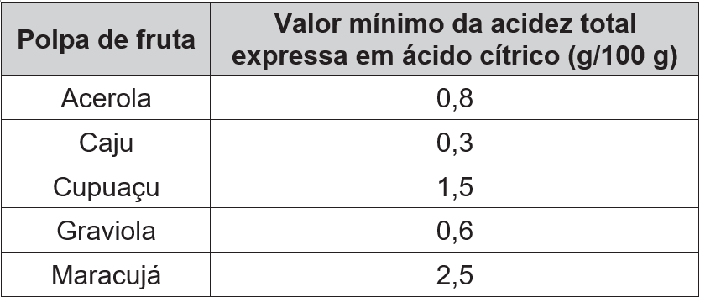 Polpa de fruta
Valor mínimo da acidez total
expressa em ácido cítrico (g/100 g)
Acerola 0,8
Caju 0,3
Cupuaçu 1,5
Graviola 0,6
Maracujá 2,5